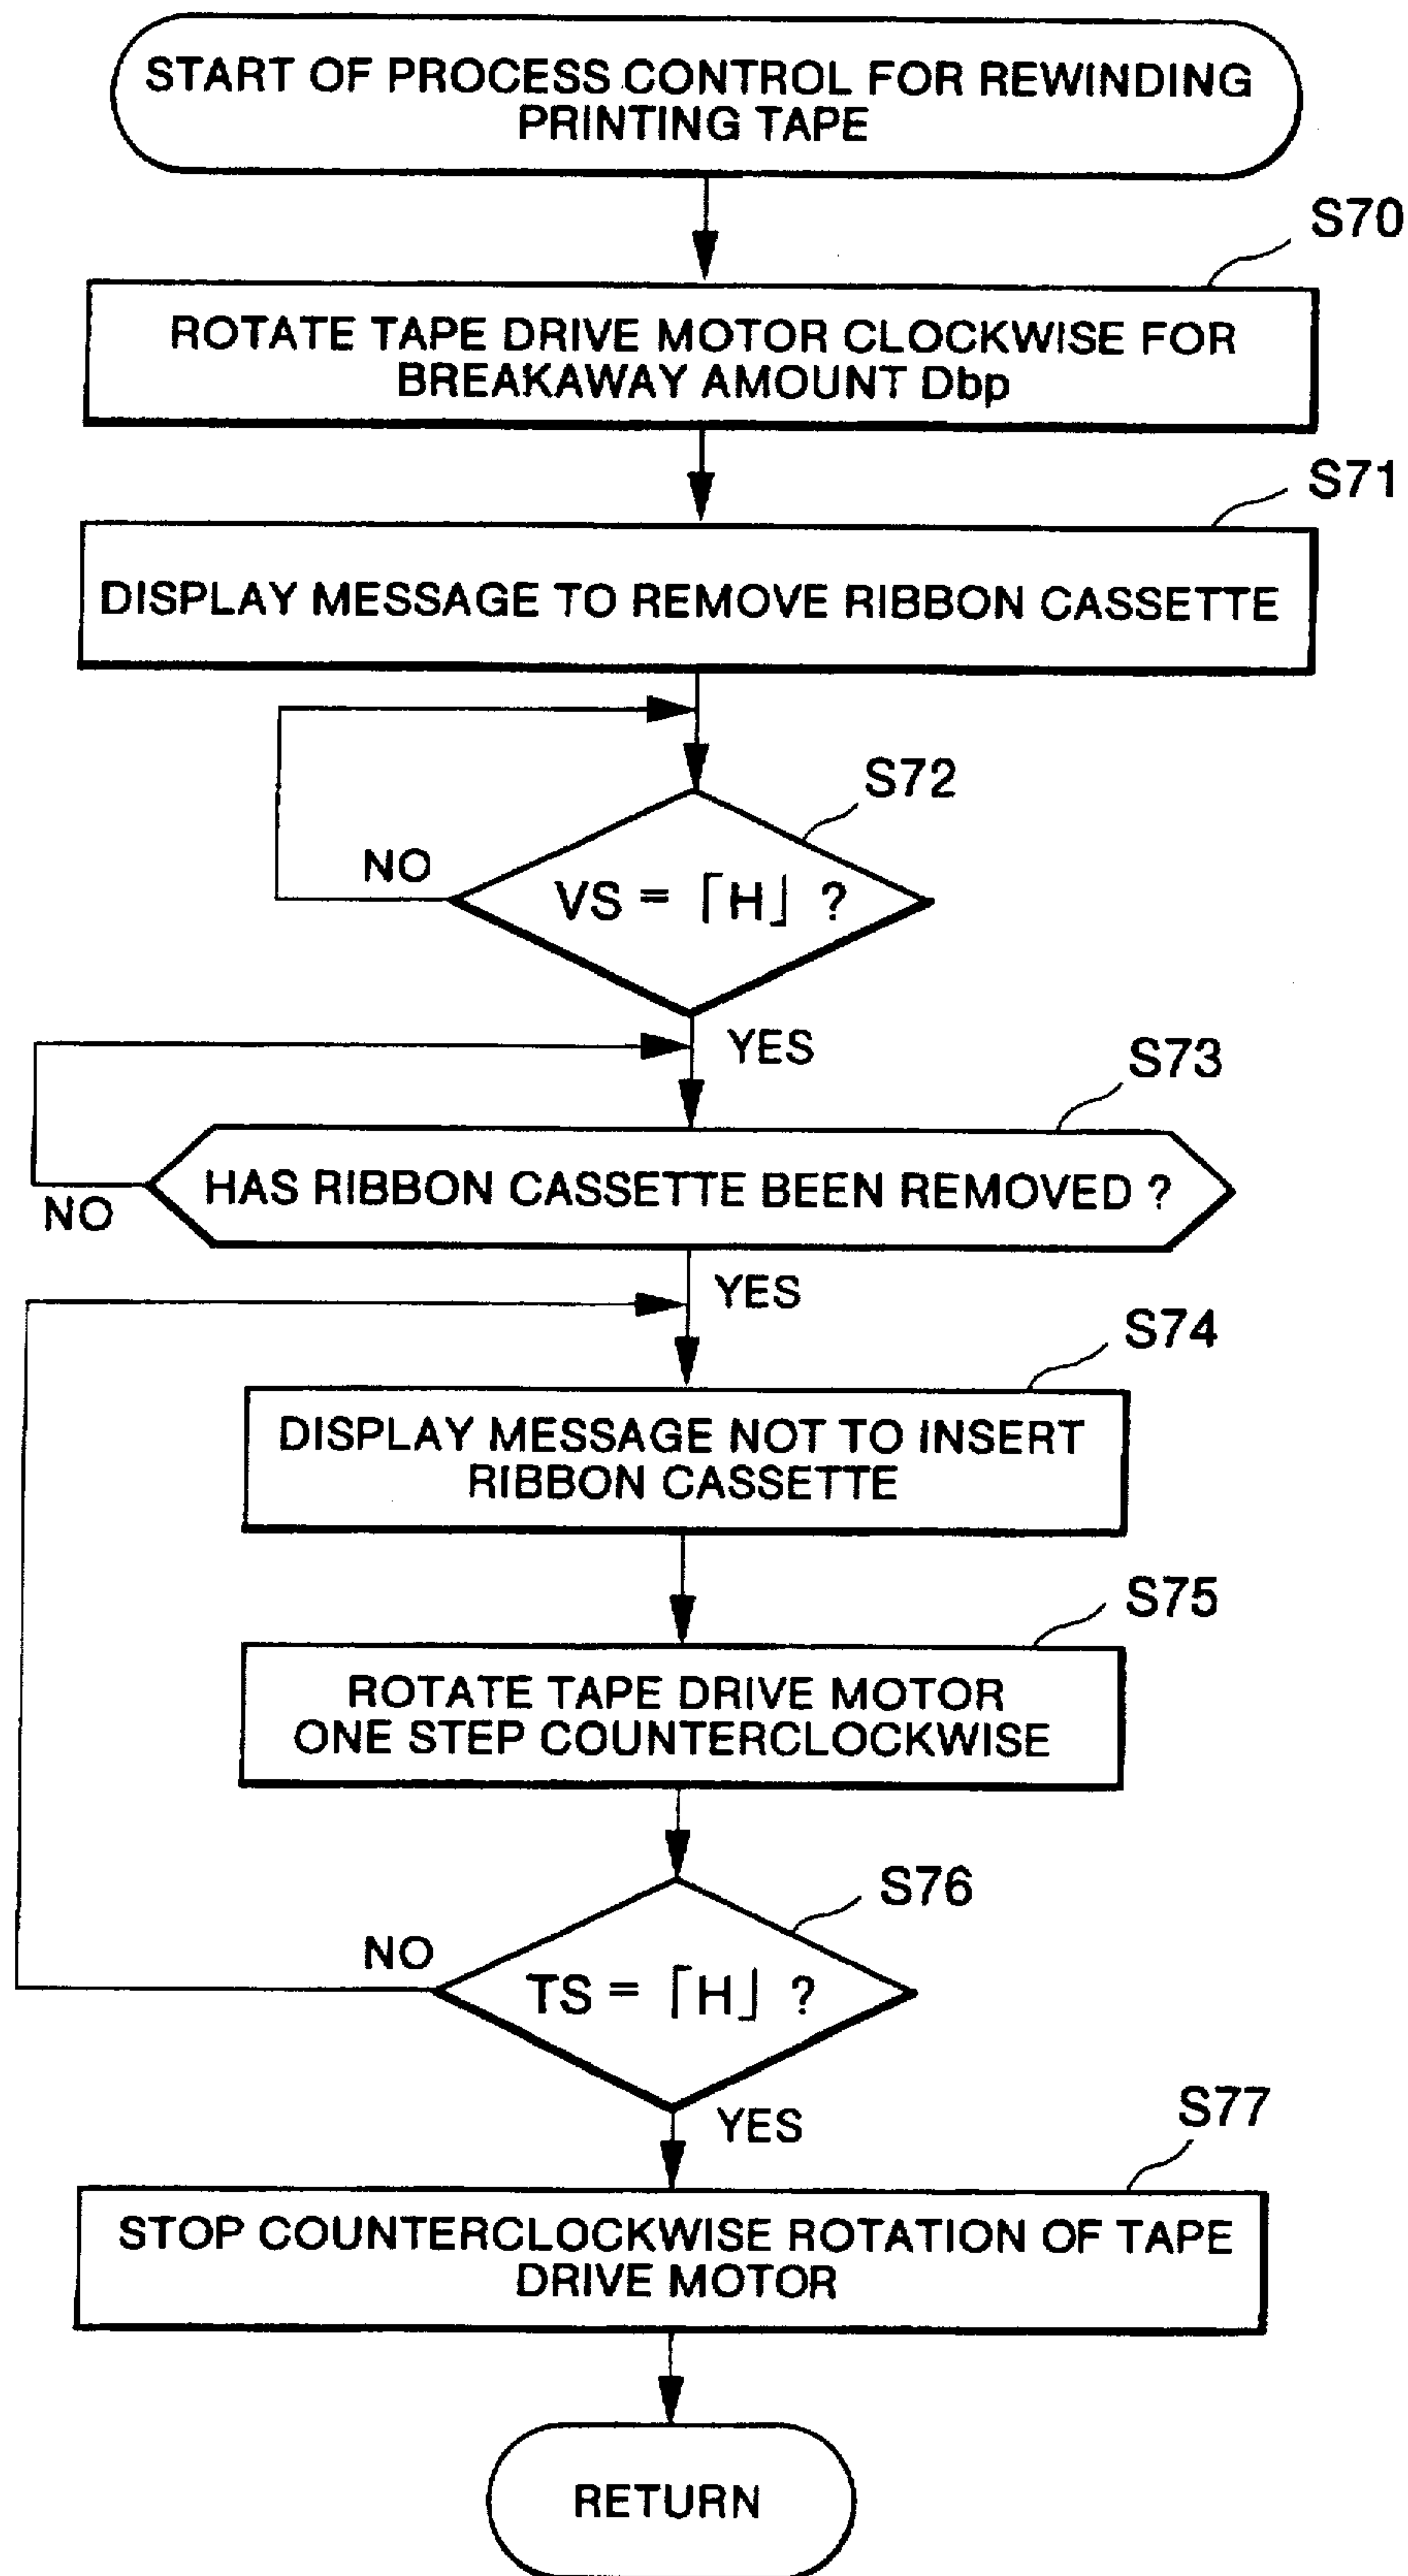 START OF PROCESS CONTROL FOR REWINDING
PRINTING TAPE
S70
ROTATE TAPE DRIVE MOTOR CLOCKWISE FOR
BREAKAWAY AMOUNT Dbp
S71
DISPLAY MESSAGE TO REMOVE RIBBON CASSETTE
S72
NO
VS = ⌈H⌋ ?
YES
S73
HAS RIBBON CASSETTE BEEN REMOVED ?
NO
YES
S74
DISPLAY MESSAGE NOT TO INSERT
RIBBON CASSETTE
S75
ROTATE TAPE DRIVE MOTOR
ONE STEP COUNTERCLOCKWISE
S76
NO
TS = ⌈H⌋ ?
YES
S77
STOP COUNTERCLOCKWISE ROTATION OF TAPE
DRIVE MOTOR
RETURN